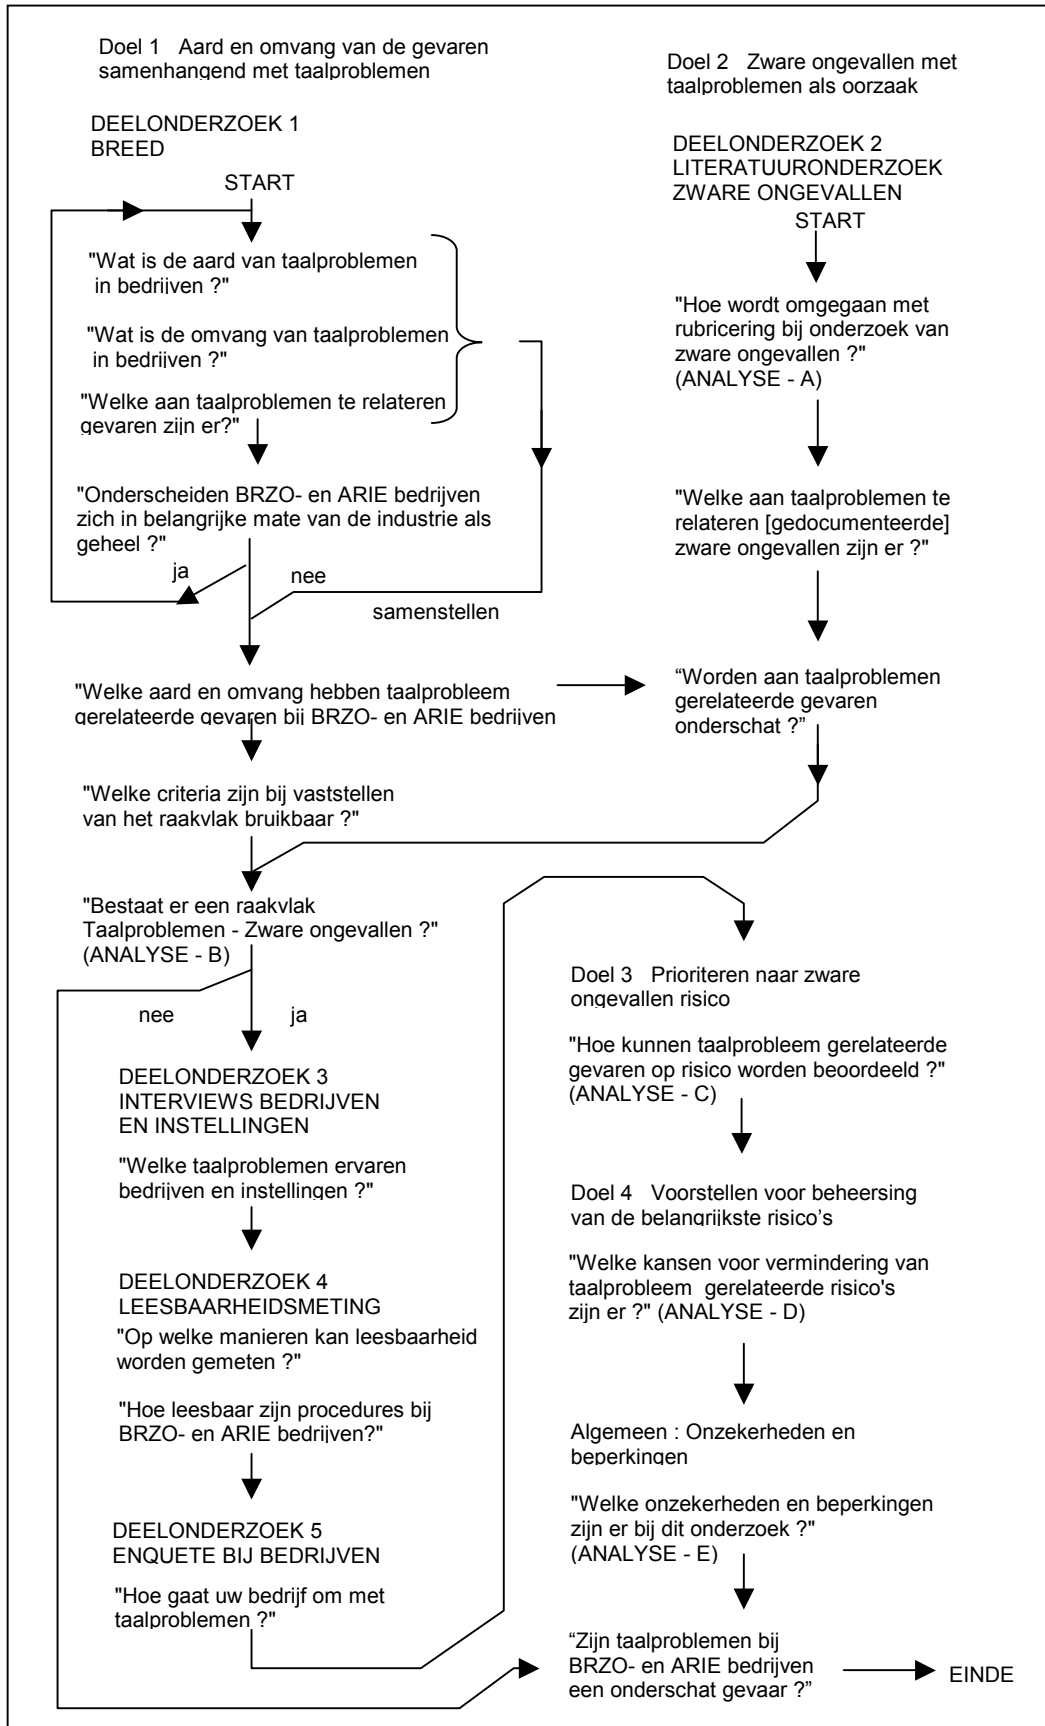 Doel 1   Aard en omvang van de gevaren
samenhangend met taalproblemen
DEELONDERZOEK 1
BREED
START
"Wat is de aard van taalproblemen
in bedrijven ?"
"Wat is de omvang van taalproblemen
in bedrijven ?"
"Welke aan taalproblemen te relateren
gevaren zijn er?"
"Onderscheiden BRZO- en ARIE bedrijven
zich in belangrijke mate van de industrie als
geheel ?"
ja
nee
samenstellen
"Welke aard en omvang hebben taalprobleem
gerelateerde gevaren bij BRZO- en ARIE bedrijven
"Welke criteria zijn bij vaststellen
van het raakvlak bruikbaar ?"
"Bestaat er een raakvlak
Taalproblemen - Zware ongevallen ?"
(ANALYSE - B)
nee
ja
DEELONDERZOEK 3
INTERVIEWS BEDRIJVEN
EN INSTELLINGEN
"Welke taalproblemen ervaren
bedrijven en instellingen ?"
DEELONDERZOEK 4
LEESBAARHEIDSMETING
"Op welke manieren kan leesbaarheid
worden gemeten ?"
"Hoe leesbaar zijn procedures bij
BRZO- en ARIE bedrijven?"
DEELONDERZOEK 5
ENQUETE BIJ BEDRIJVEN
"Hoe gaat uw bedrijf om met
taalproblemen ?"
Doel 2   Zware ongevallen met
taalproblemen als oorzaak
DEELONDERZOEK 2
LITERATUURONDERZOEK
ZWARE ONGEVALLEN
START
"Hoe wordt omgegaan met
rubricering bij onderzoek van
zware ongevallen ?"
(ANALYSE - A)
"Welke aan taalproblemen te
relateren [gedocumenteerde]
zware ongevallen zijn er ?"
“Worden aan taalproblemen
gerelateerde gevaren
onderschat ?”
Doel 3   Prioriteren naar zware
ongevallen risico
"Hoe kunnen taalprobleem gerelateerde
gevaren op risico worden beoordeeld ?"
(ANALYSE - C)
Doel 4   Voorstellen voor beheersing
van de belangrijkste risico’s
"Welke kansen voor vermindering van
taalprobleem  gerelateerde risico's
zijn er ?" (ANALYSE - D)
Algemeen : Onzekerheden en
beperkingen
"Welke onzekerheden en beperkingen
zijn er bij dit onderzoek ?"
(ANALYSE - E)
“Zijn taalproblemen bij
BRZO- en ARIE bedrijven
een onderschat gevaar ?”
EINDE